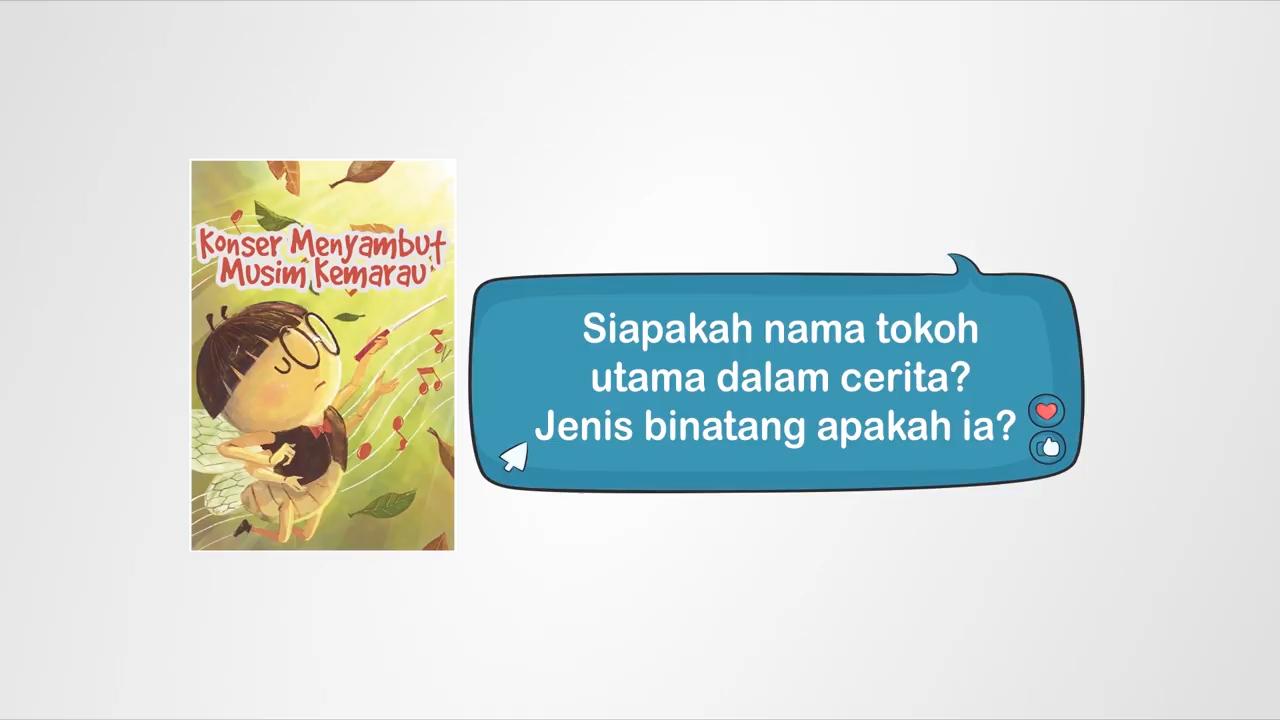 Konser Menyambut
Musim Kemarau
Siapakah nama tokoh
utama dalam cerita?
Jenis binatang apakah ia?